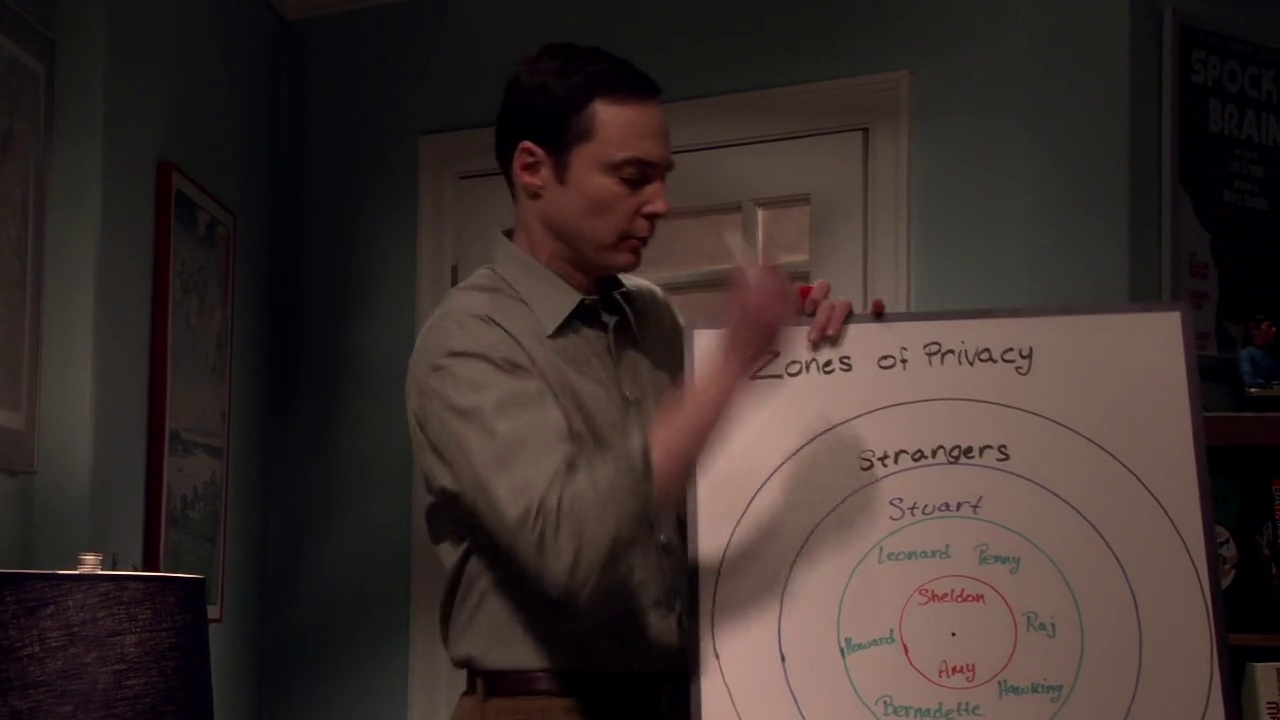 SPOCK
BRAIN
Zones of Privacy
Strangers
Stuart
Leonard Penny
Sheldon
Howard Raj
Amy
Hawking
Bernadette